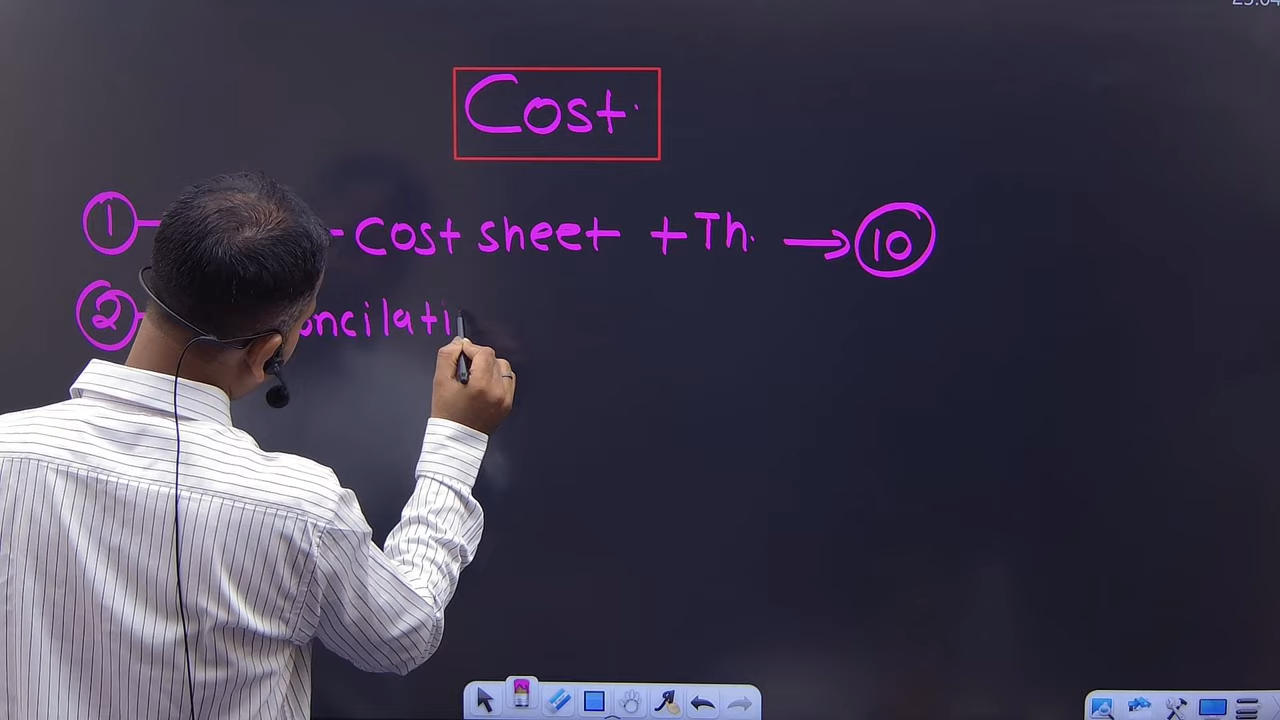 Cost.
1 - Cost sheet + Th. → 10
2 - oncilati